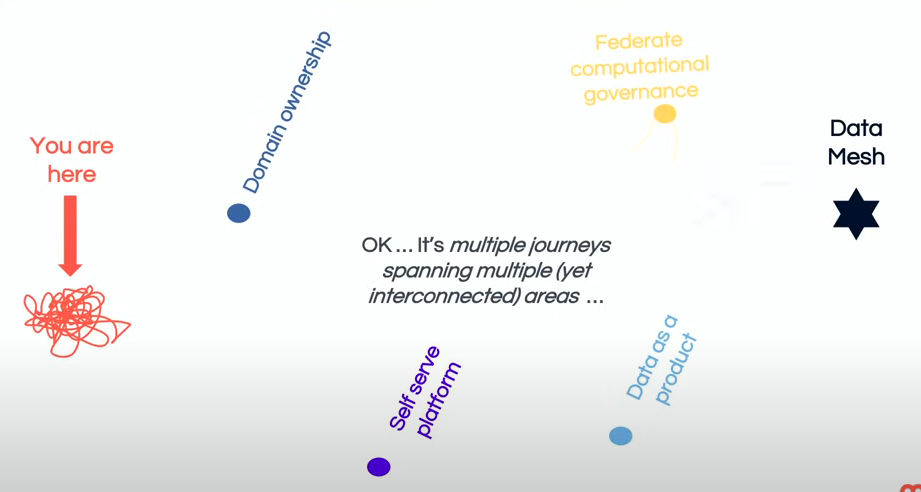 You are
here
Domain ownership
Federate
computational
governance
Data
Mesh
OK ... It's multiple journeys
spanning multiple (yet
interconnected) areas ...
Self serve
platform
Data as a
product